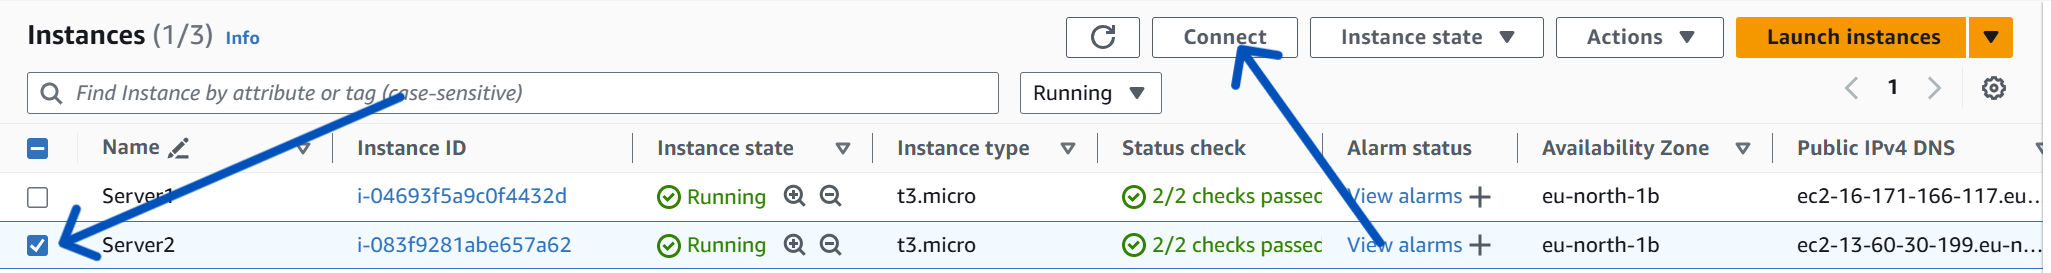 Instances (1/3) Info Connect Instance state Actions Launch instances
Find Instance by attribute or tag (case-sensitive) Running 1
Name Instance ID Instance state Instance type Status check Alarm status Availability Zone Public IPv4 DNS
Server1 i-04693f5a9c0f4432d Running t3.micro 2/2 checks passed View alarms + eu-north-1b ec2-16-171-166-117.eu...
Server2 i-083f9281abe657a62 Running t3.micro 2/2 checks passed View alarms + eu-north-1b ec2-13-60-30-199.eu-n...